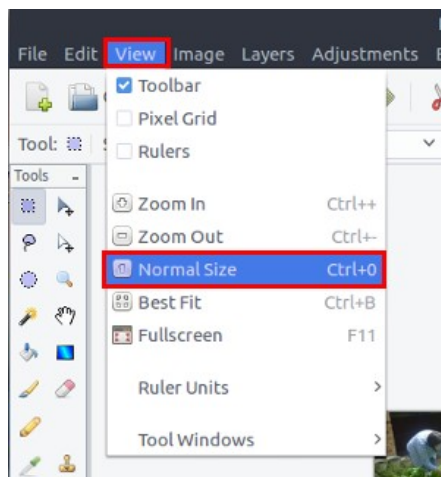 File Edit View Image Layers Adjustments
Toolbar
Pixel Grid
Tool:
Rulers
Tools
Zoom In Ctrl++
Zoom Out Ctrl+-
Normal Size Ctrl+0
Best Fit Ctrl+B
Fullscreen F11
Ruler Units
Tool Windows